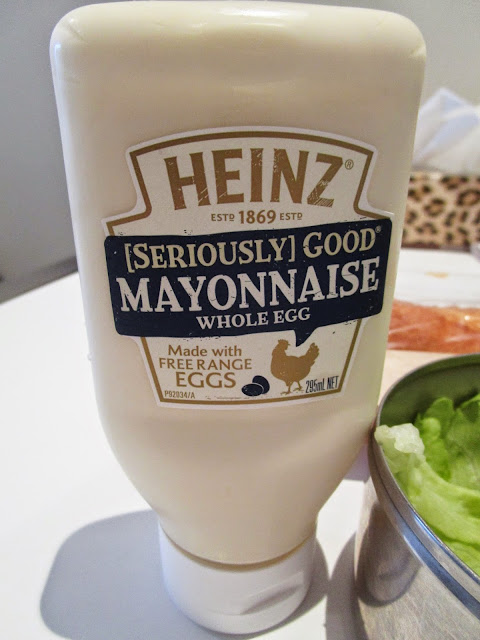 HEINZ®
ESTD 1869 ESTD
[SERIOUSLY] GOOD®
MAYONNAISE
WHOLE EGG
Made with
FREE RANGE
EGGS
295mL NET
P92034/A